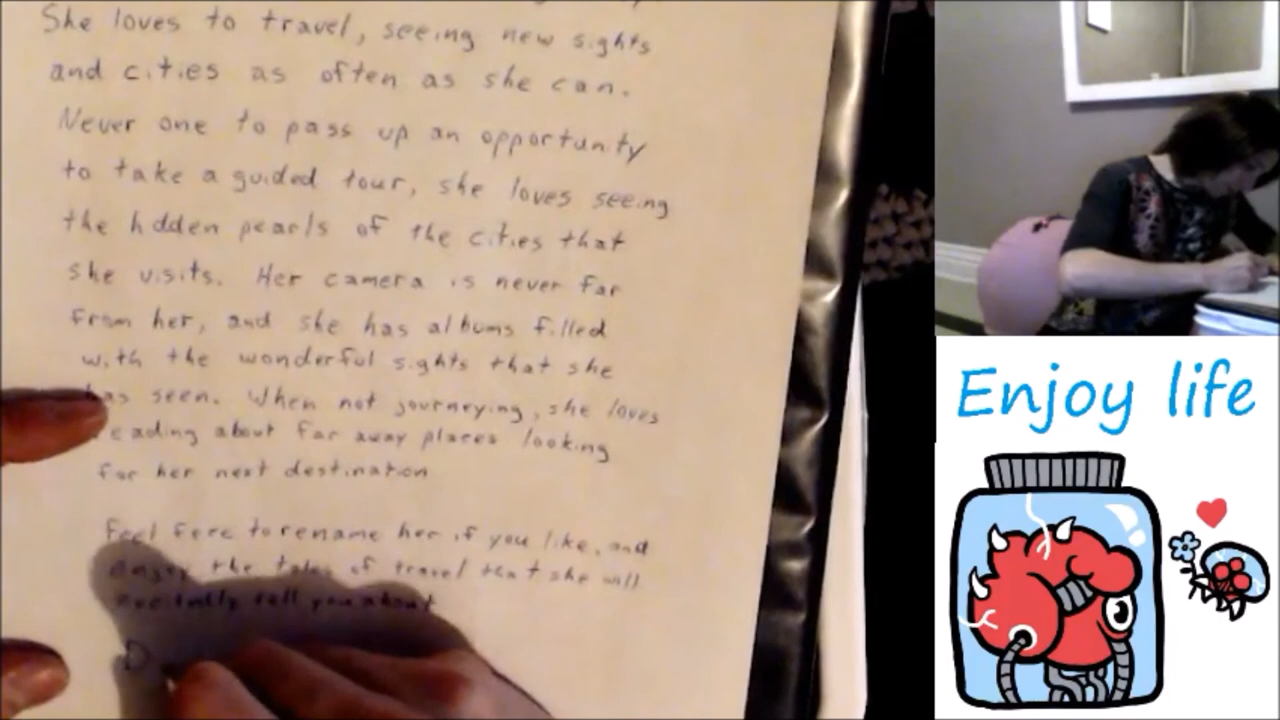 She loves to travel, seeing new sights
and cities as often as she can.
Never one to pass up an opportunity
to take a guided tour, she loves seeing
the hdden pearls of the cities that
she visits. Her camera is never far
from her, and she has albums filled
with the wonderful sights that she
has seen. When not journeying, she loves
reading about far away places looking
for her next destination
Feel free to rename her if you like, and
enjoy the tales of travel that she will
eventually tell you about
D
Enjoy life